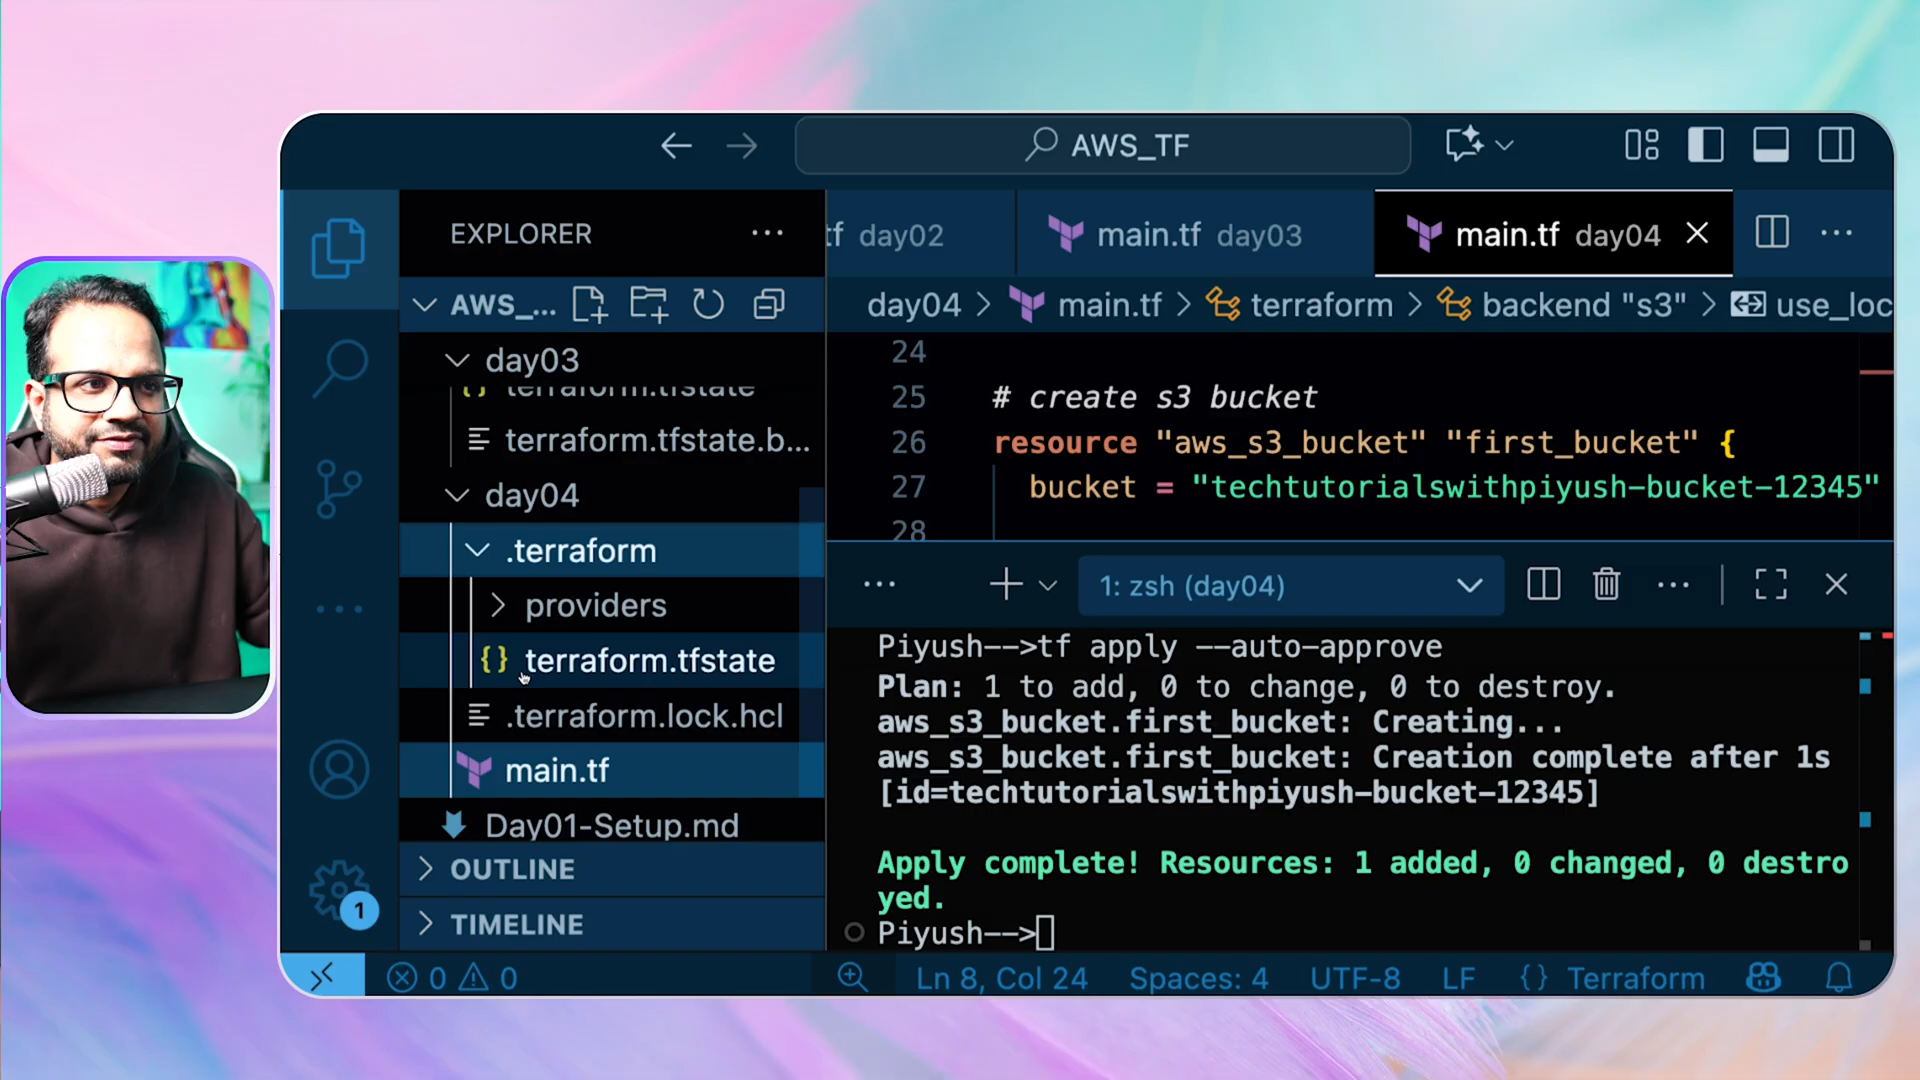 AWS_TF
EXPLORER
tf day02
main.tf day03
main.tf day04
AWS_...
day04 > main.tf > terraform > backend "s3" > use_loc
day03
terraform.tfstate
terraform.tfstate.b...
day04
.terraform
providers
terraform.tfstate
.terraform.lock.hcl
main.tf
Day01-Setup.md
OUTLINE
TIMELINE
24
25 # create s3 bucket
26 resource "aws_s3_bucket" "first_bucket" {
27 bucket = "techtutorialswithpiyush-bucket-12345"
28
1: zsh (day04)
Piyush-->tf apply --auto-approve
Plan: 1 to add, 0 to change, 0 to destroy.
aws_s3_bucket.first_bucket: Creating...
aws_s3_bucket.first_bucket: Creation complete after 1s
[id=techtutorialswithpiyush-bucket-12345]
Apply complete! Resources: 1 added, 0 changed, 0 destro
yed.
Piyush-->
1
0 0
Ln 8, Col 24
Spaces: 4
UTF-8
LF
{} Terraform